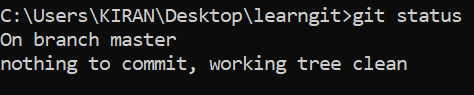 C:\Users\KIRAN\Desktop\learngit>git status
On branch master
nothing to commit, working tree clean